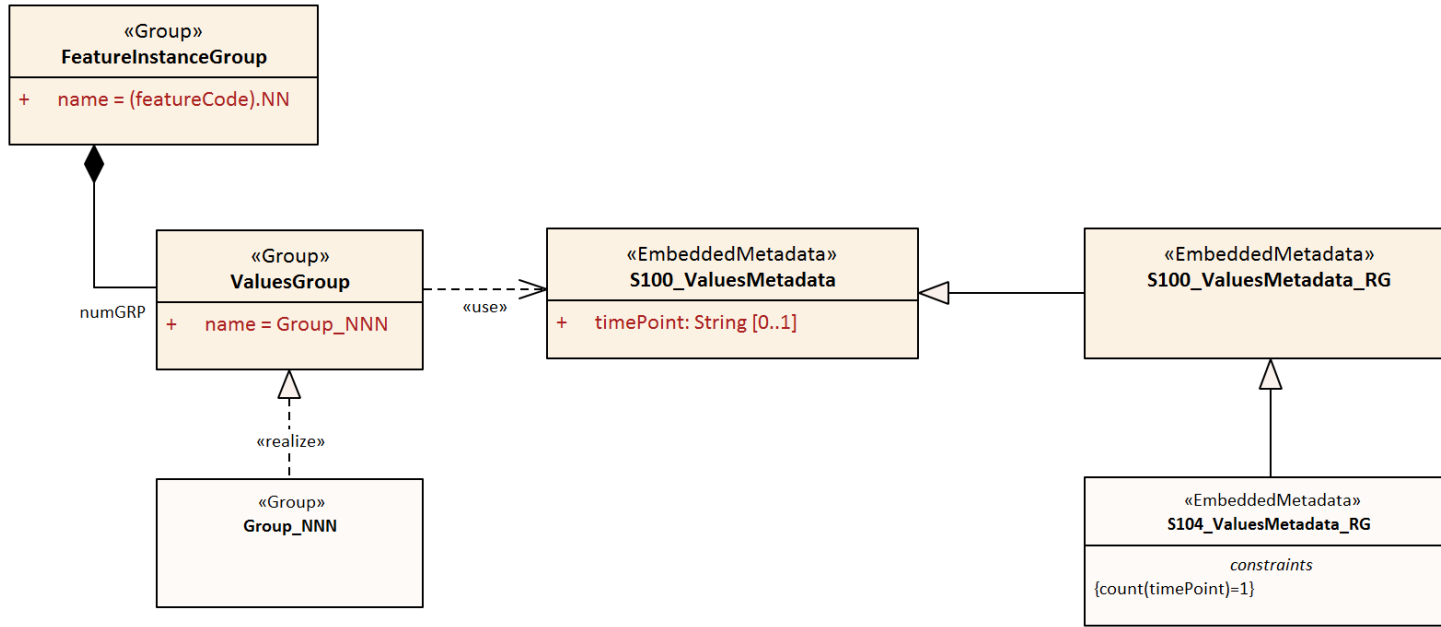 «Group»
FeatureInstanceGroup
+ name = (featureCode).NN
«Group»
ValuesGroup
+ name = Group_NNN
numGRP
«use»
«EmbeddedMetadata»
S100_ValuesMetadata
+ timePoint: String [0..1]
«EmbeddedMetadata»
S100_ValuesMetadata_RG
«realize»
«Group»
Group_NNN
«EmbeddedMetadata»
S104_ValuesMetadata_RG
constraints
{count(timePoint)=1}